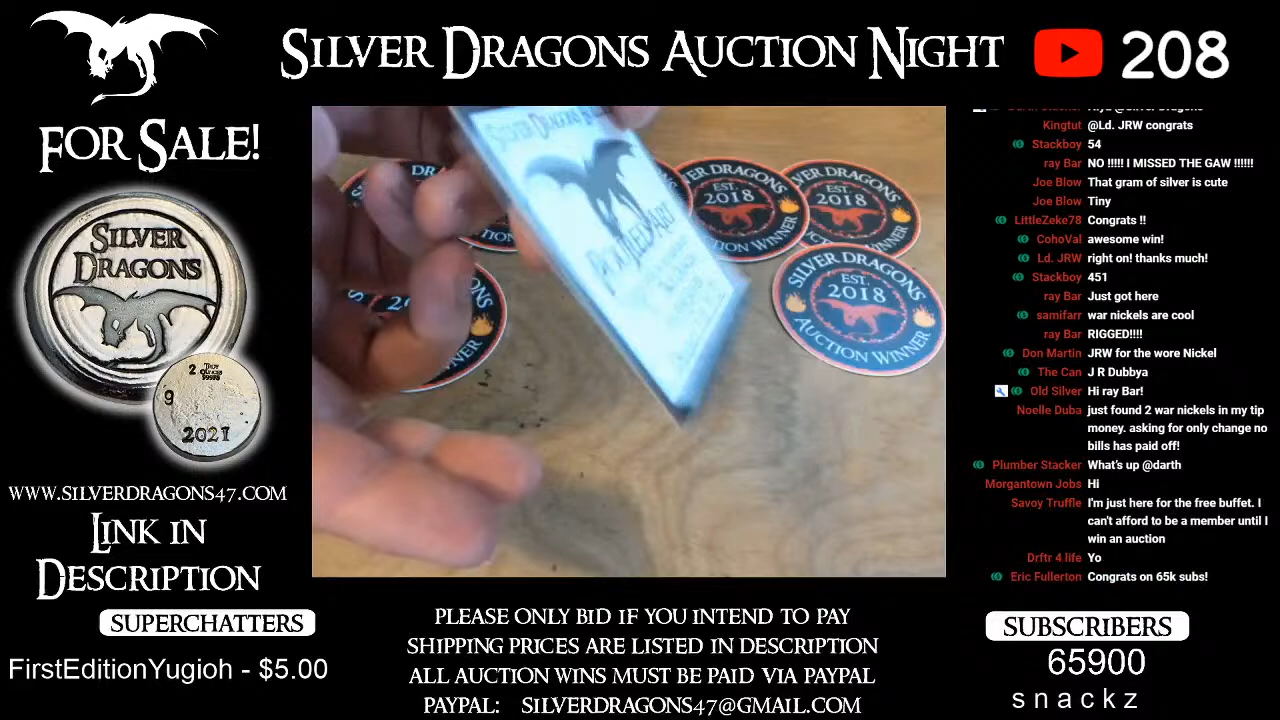 SILVER DRAGONS AUCTION NIGHT
208
FOR SALE!
SILVER
DRAGONS
2 TROY
OUNCES
99995
9
2021
WWW.SILVERDRAGONS47.COM
LINK IN
DESCRIPTION
SUPERCHATTERS
FirstEditionYugioh - $5.00
SILVER DRAGONS
EST.
2018
AUCTION WINNER
SILVER DRAGONS
EST.
2018
SILVER DRAGONS
EST.
2018
AUCTION WINNER
Kingtut @Ld. JRW congrats
Stackboy 54
ray Bar NO !!!!! I MISSED THE GAW !!!!!!
Joe Blow That gram of silver is cute
Joe Blow Tiny
LittleZeke78 Congrats !!
CohoVal awesome win!
Ld. JRW right on! thanks much!
Stackboy 451
ray Bar Just got here
samifarr war nickels are cool
ray Bar RIGGED!!!!
Don Martin JRW for the wore Nickel
The Can J R Dubbya
Old Silver Hi ray Bar!
Noelle Duba just found 2 war nickels in my tip
money. asking for only change no
bills has paid off!
Plumber Stacker What's up @darth
Morgantown Jobs Hi
Savoy Truffle I'm just here for the free buffet. I
can't afford to be a member until I
win an auction
Drftr 4 life Yo
Eric Fullerton Congrats on 65k subs!
PLEASE ONLY BID IF YOU INTEND TO PAY
SHIPPING PRICES ARE LISTED IN DESCRIPTION
ALL AUCTION WINS MUST BE PAID VIA PAYPAL
PAYPAL: SILVERDRAGONS47@GMAIL.COM
SUBSCRIBERS
65900
snackz